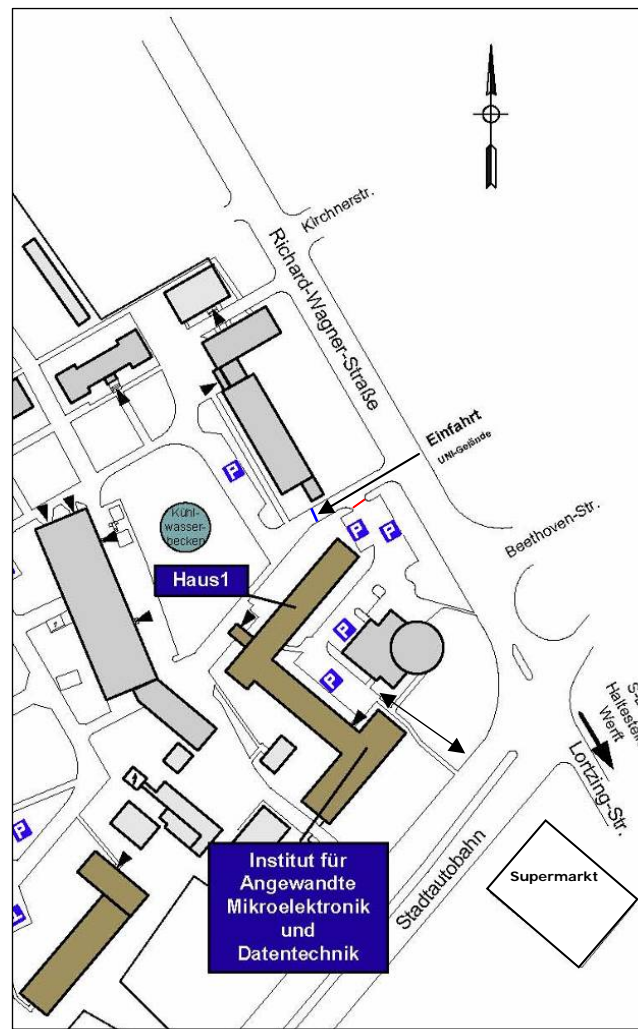 Kirchnerstr.
Richard-Wagner-Straße
Einfahrt
UNI-Gelände
P
Kühl-
wasser-
becken
P
P
Beethoven-Str.
Haus1
P
P
Haltestelle
Werft
Lortzing-Str.
P
Institut für
Angewandte
Mikroelektronik
und
Datentechnik
Stadtautobahn
Supermarkt